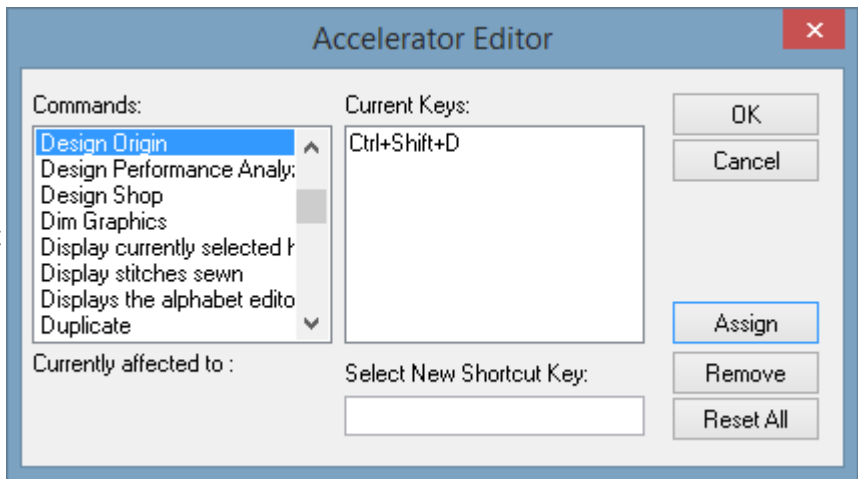 Accelerator Editor
Commands:
Design Origin
Design Performance Analy
Design Shop
Dim Graphics
Display currently selected
Display stitches sewn
Displays the alphabet edito
Duplicate
Currently affected to :
Current Keys:
Ctrl+Shift+D
Select New Shortcut Key:
OK
Cancel
Assign
Remove
Reset All